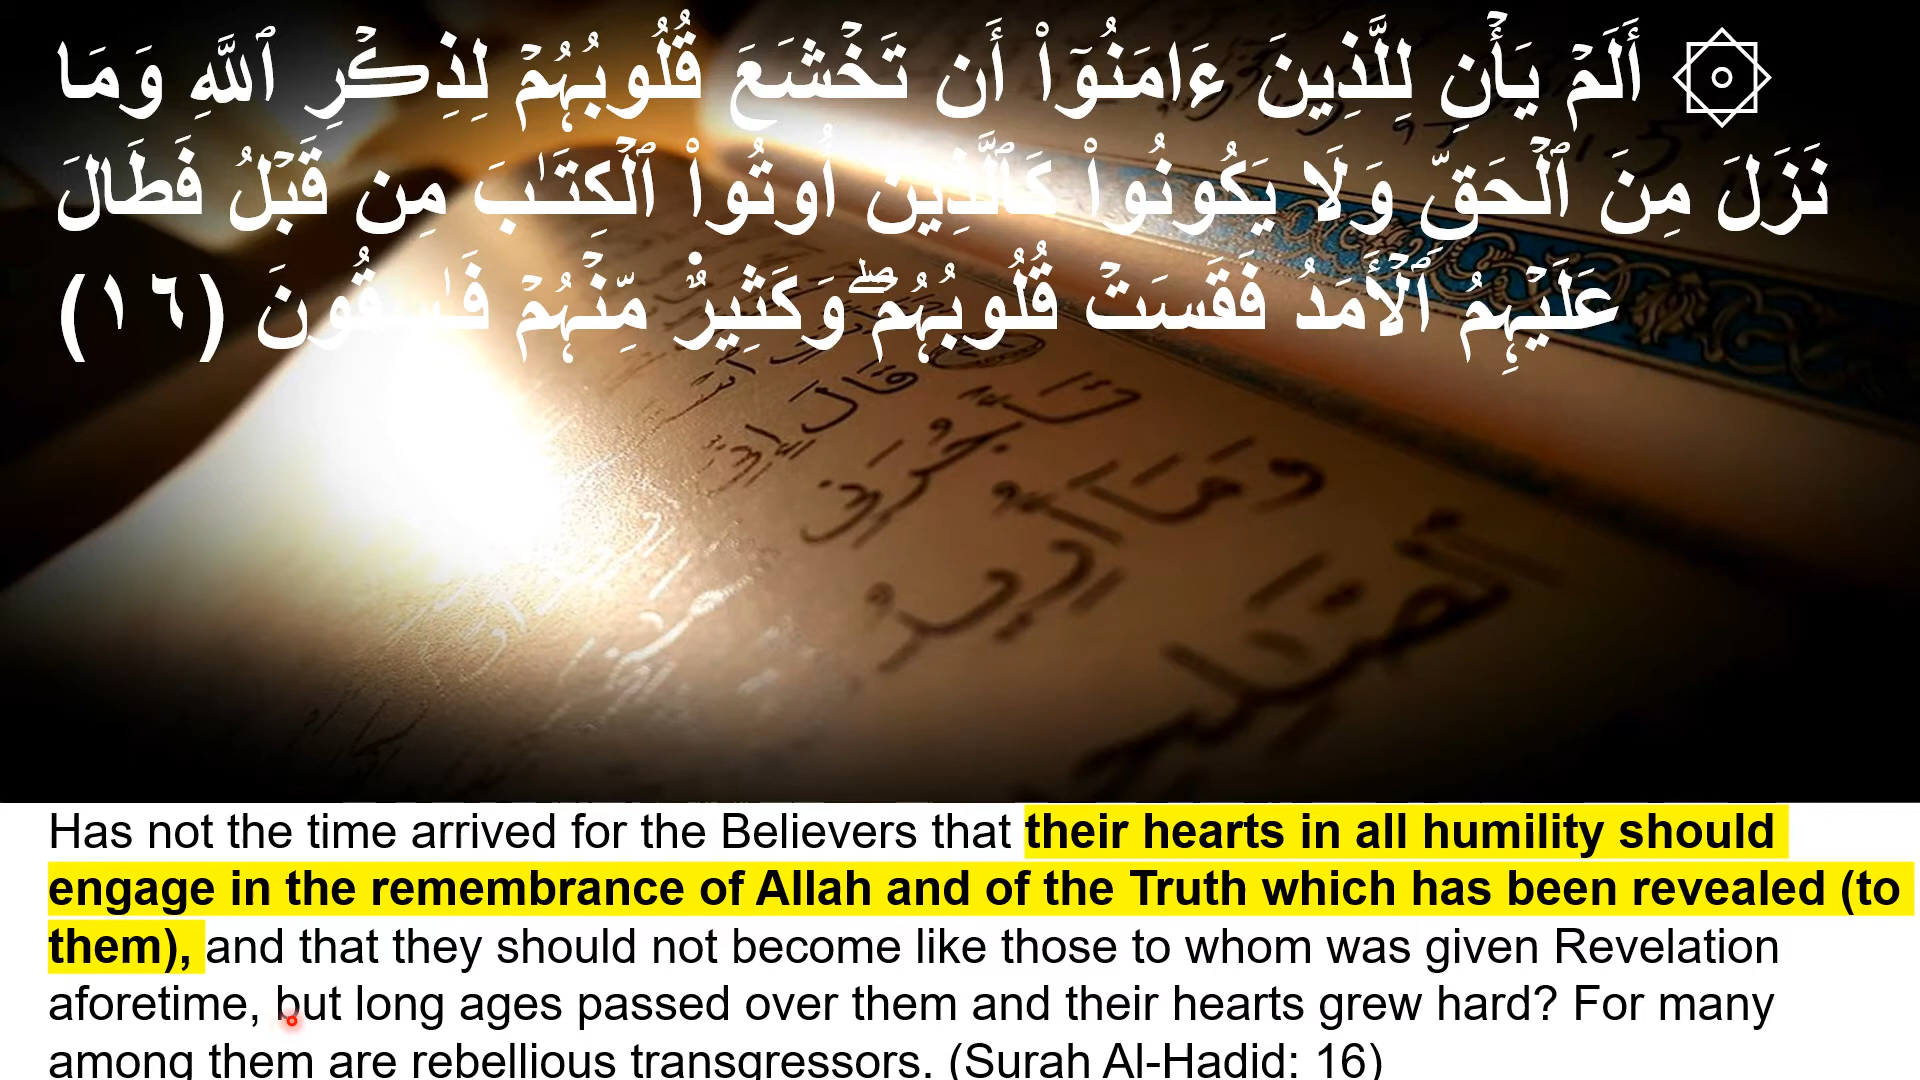 ۞ أَلَمۡ يَأۡنِ لِلَّذِينَ ءَامَنُوٓاْ أَن تَخۡشَعَ قُلُوبُهُمۡ لِذِكۡرِ ٱللَّهِ وَمَا
نَزَلَ مِنَ ٱلۡحَقِّ وَلَا يَكُونُواْ كَٱلَّذِينَ أُوتُواْ ٱلۡكِتَـٰبَ مِن قَبۡلُ فَطَالَ
عَلَيۡہِمُ ٱلۡأَمَدُ فَقَسَتۡ قُلُوبُہُمۡۖ وَكَثِيرٌ۬ مِّنۡہُمۡ فَـٰسِقُونَ (١٦)
قَالَ إِنِّي
تَأۡجُرَنِي
وَمَآ أُرِيدُ
Has not the time arrived for the Believers that their hearts in all humility should
engage in the remembrance of Allah and of the Truth which has been revealed (to
them), and that they should not become like those to whom was given Revelation
aforetime, but long ages passed over them and their hearts grew hard? For many
among them are rebellious transgressors. (Surah Al-Hadid: 16)